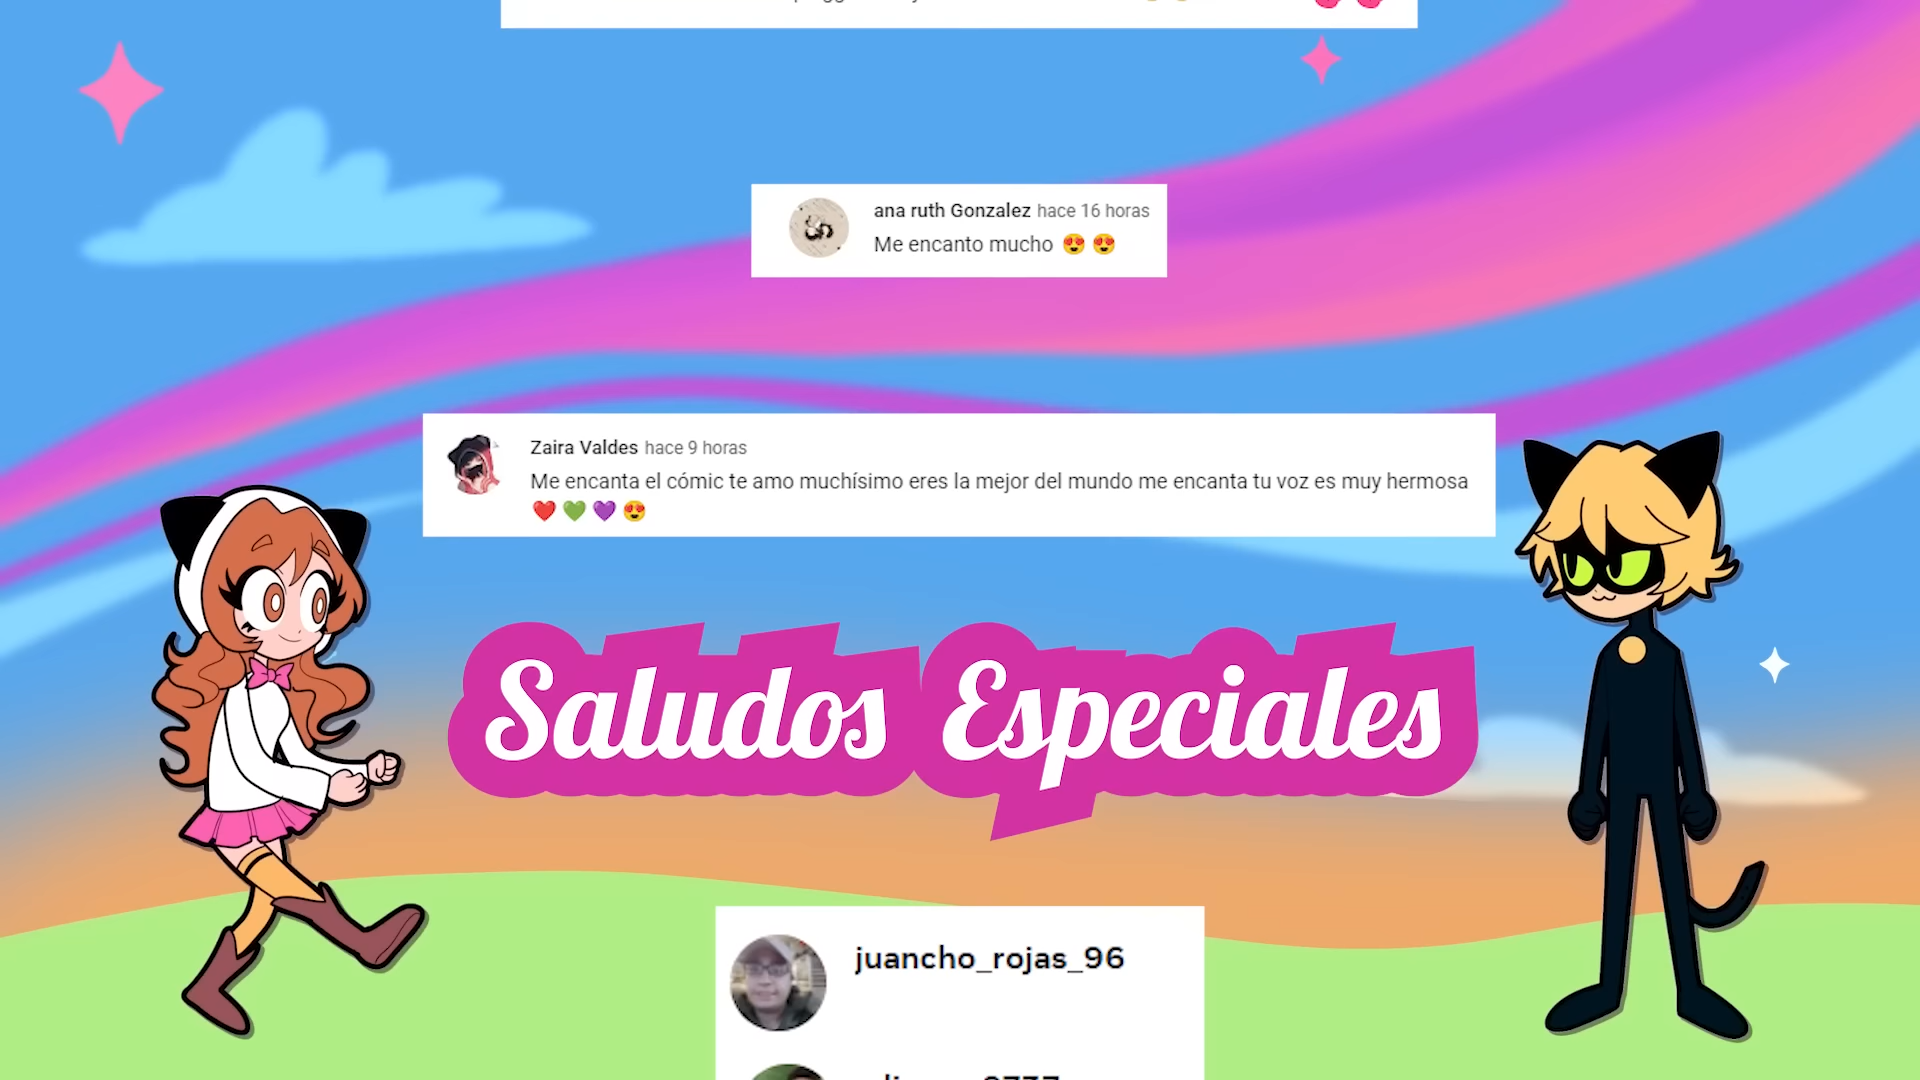 ana ruth Gonzalez hace 16 horas
Me encanto mucho 😍 😍
Zaira Valdes hace 9 horas
Me encanta el cómic te amo muchísimo eres la mejor del mundo me encanta tu voz es muy hermosa
❤️ 💚 💜 😍
Saludos Especiales
juancho_rojas_96